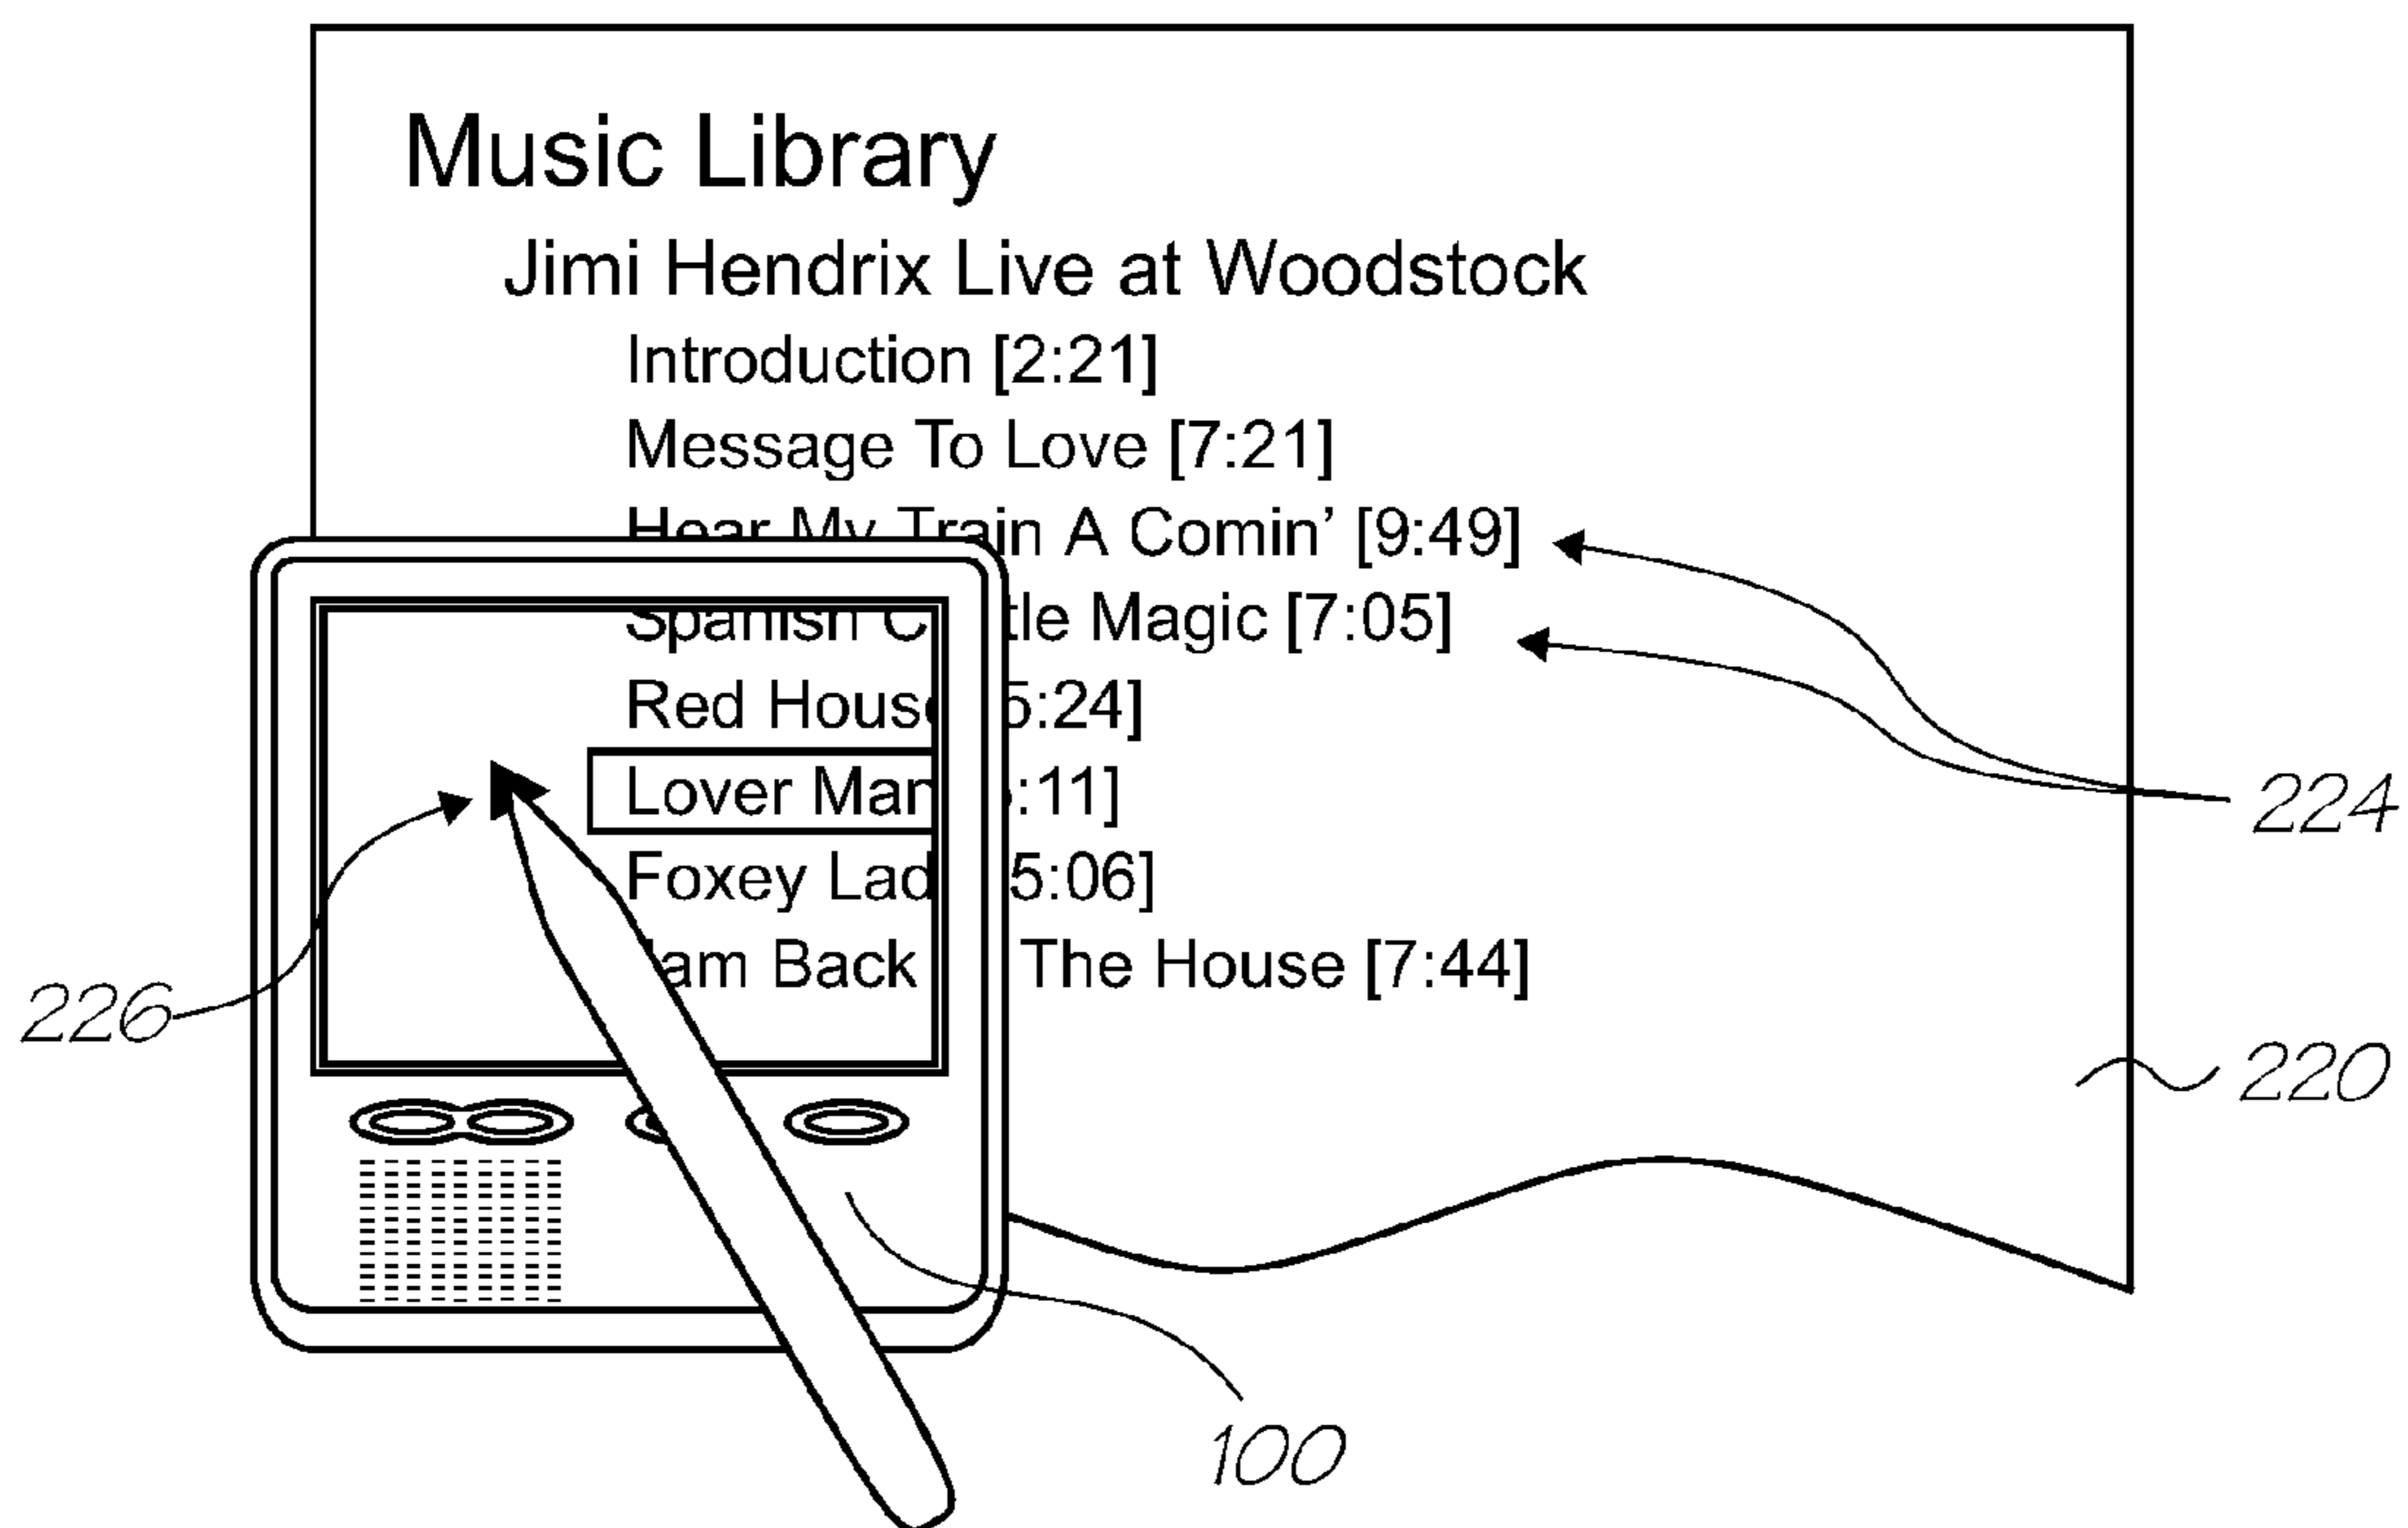 Music Library
Jimi Hendrix Live at Woodstock
Introduction [2:21]
Message To Love [7:21]
Hear My Train A Comin’ [9:49]
Spanish C tle Magic [7:05]
Red House 5:24]
Lover Man :11]
224
Foxey Lad 5:06]
am Back The House [7:44]
226
220
100